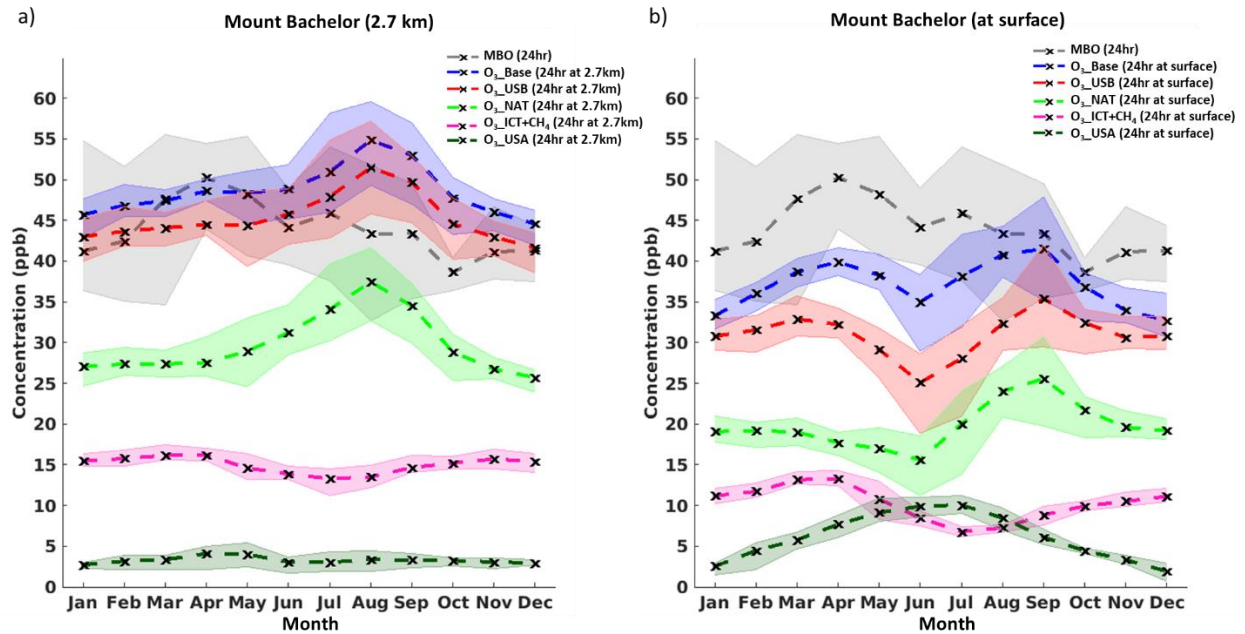 a)
Mount Bachelor (2.7 km)
MBO (24hr)
O₃_Base (24hr at 2.7km)
O₃_USB (24hr at 2.7km)
O₃_NAT (24hr at 2.7km)
O₃_ICT+CH₄ (24hr at 2.7km)
O₃_USA (24hr at 2.7km)
Concentration (ppb)
60
55
50
45
40
35
30
25
20
15
10
5
0
Jan Feb Mar Apr May Jun Jul Aug Sep Oct Nov Dec
Month
b)
Mount Bachelor (at surface)
MBO (24hr)
O₃_Base (24hr at surface)
O₃_USB (24hr at surface)
O₃_NAT (24hr at surface)
O₃_ICT+CH₄ (24hr at surface)
O₃_USA (24hr at surface)
Concentration (ppb)
60
55
50
45
40
35
30
25
20
15
10
5
0
Jan Feb Mar Apr May Jun Jul Aug Sep Oct Nov Dec
Month